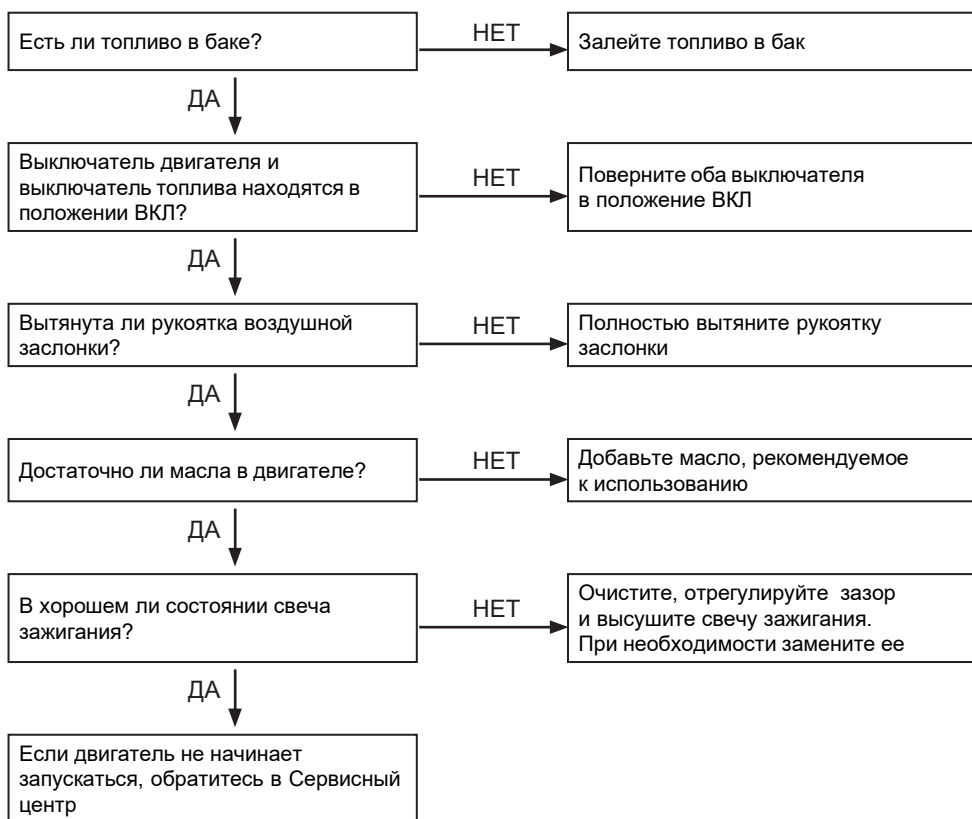 Есть ли топливо в баке?
НЕТ
Залейте топливо в бак
ДА
Выключатель двигателя и
выключатель топлива находятся в
положении ВКЛ?
НЕТ
Поверните оба выключателя
в положение ВКЛ
ДА
Вытянута ли рукоятка воздушной
заслонки?
НЕТ
Полностью вытяните рукоятку
заслонки
ДА
Достаточно ли масла в двигателе?
НЕТ
Добавьте масло, рекомендуемое
к использованию
ДА
В хорошем ли состоянии свеча
зажигания?
НЕТ
Очистите, отрегулируйте  зазор
и высушите свечу зажигания.
При необходимости замените ее
ДА
Если двигатель не начинает
запускаться, обратитесь в Сервисный
центр